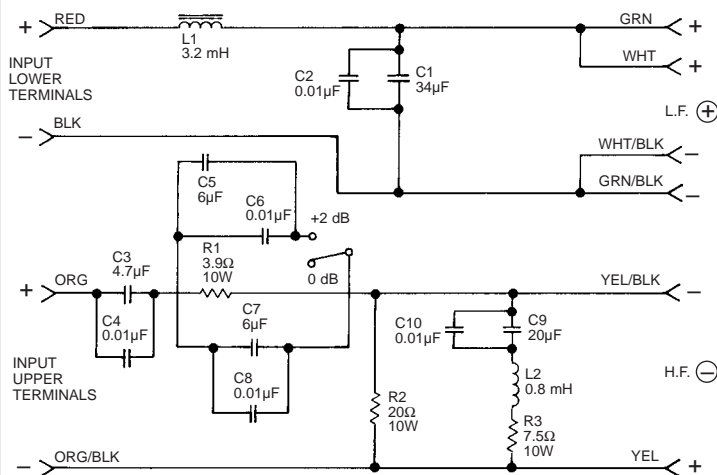 + RED
L1
3.2 mH
GRN +
WHT +
INPUT
LOWER
TERMINALS
C2
0.01µF
C1
34µF
L.F. +
− BLK
WHT/BLK −
GRN/BLK −
C5
6µF
C6
0.01µF
+2 dB
0 dB
R1
3.9Ω
10W
+ ORG
C3
4.7µF
C4
0.01µF
C7
6µF
C8
0.01µF
YEL/BLK −
C10
0.01µF
C9
20µF
L2
0.8 mH
H.F. −
INPUT
UPPER
TERMINALS
R2
20Ω
10W
R3
7.5Ω
10W
− ORG/BLK
YEL +